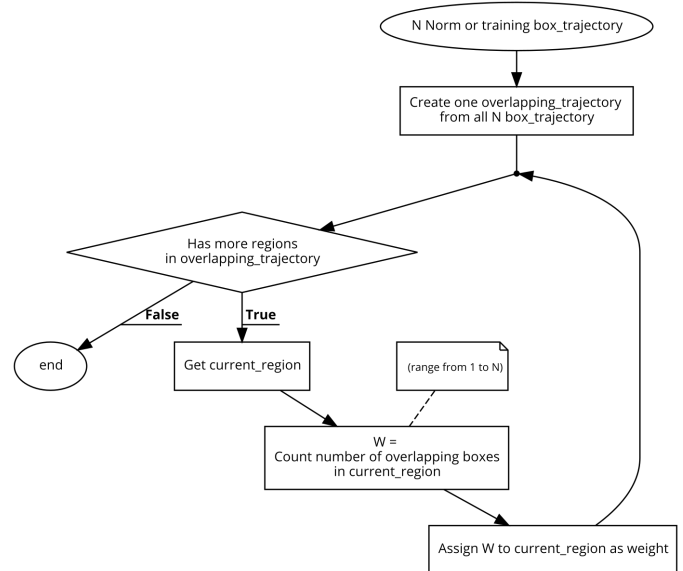 N Norm or training box_trajectory
Create one overlapping_trajectory
from all N box_trajectory
Has more regions
in overlapping_trajectory
False
True
end
Get current_region
(range from 1 to N)
W =
Count number of overlapping boxes
in current_region
Assign W to current_region as weight